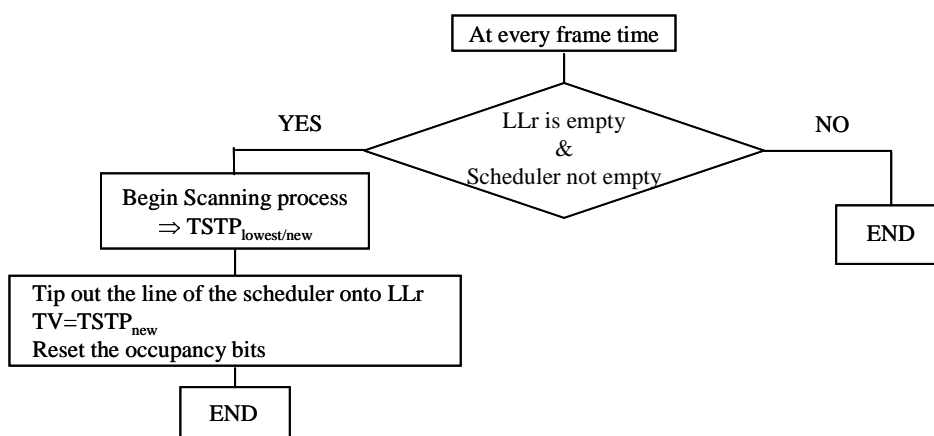 At every frame time
YES
LLr is empty
&
Scheduler not empty
NO
Begin Scanning process
⇒ TSTPlowest/new
END
Tip out the line of the scheduler onto LLr
TV=TSTPnew
Reset the occupancy bits
END